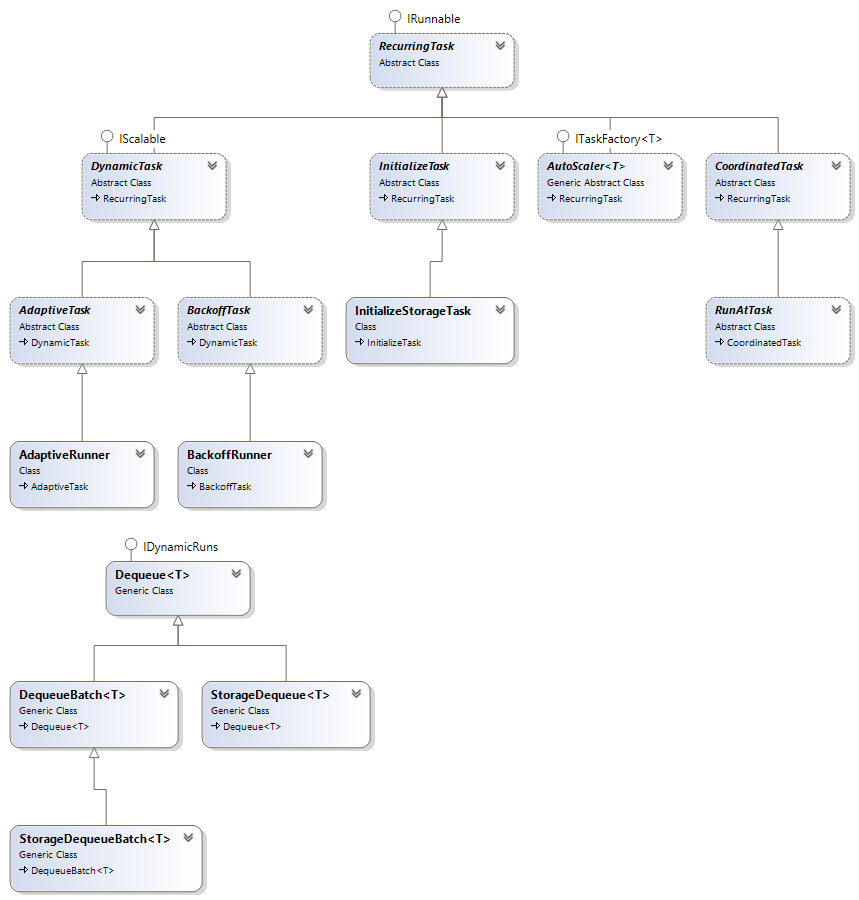 IRunnable
RecurringTask
Abstract Class
IScalable
ITaskFactory<T>
DynamicTask
Abstract Class
RecurringTask
InitializeTask
Abstract Class
RecurringTask
AutoScaler<T>
Generic Abstract Class
RecurringTask
CoordinatedTask
Abstract Class
RecurringTask
AdaptiveTask
Abstract Class
DynamicTask
BackoffTask
Abstract Class
DynamicTask
InitializeStorageTask
Class
InitializeTask
RunAtTask
Abstract Class
CoordinatedTask
AdaptiveRunner
Class
AdaptiveTask
BackoffRunner
Class
BackoffTask
IDynamicRuns
Dequeue<T>
Generic Class
DequeueBatch<T>
Generic Class
Dequeue<T>
StorageDequeue<T>
Generic Class
Dequeue<T>
StorageDequeueBatch<T>
Generic Class
DequeueBatch<T>